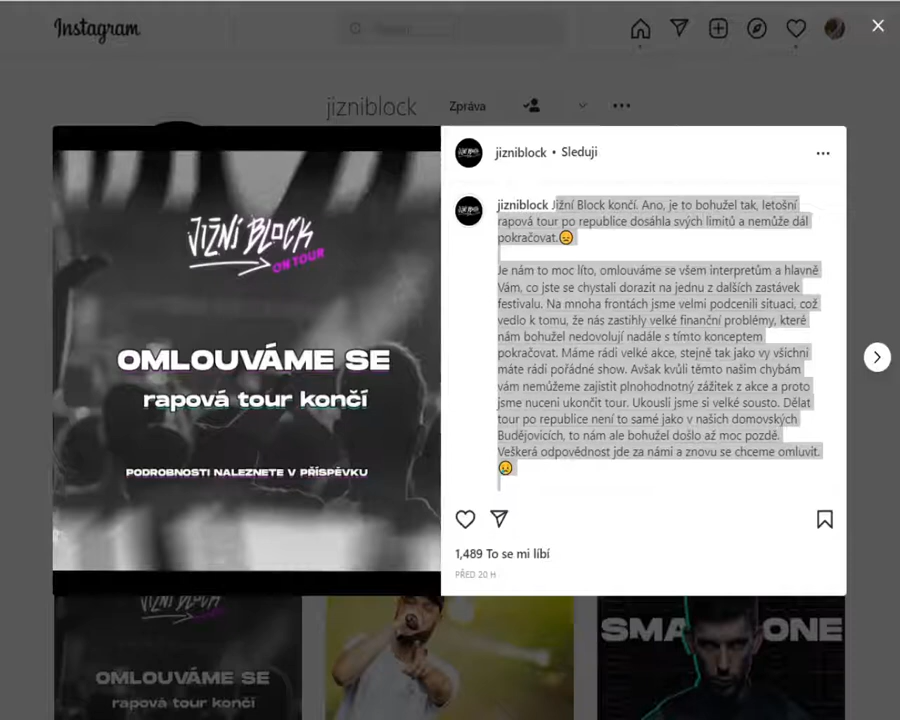 Instagram
jizniblock Zpráva
jizniblock • Sleduji
JIŽNÍ BLOCK
ON TOUR
OMLOUVÁME SE
rapová tour končí
PODROBNOSTI NALEZNETE V PŘÍSPĚVKU
jizniblock Jižní Block končí. Ano, je to bohužel tak, letošní
rapová tour po republice dosáhla svých limitů a nemůže dál
pokračovat.😞
Je nám to moc líto, omlouváme se všem interpretům a hlavně
Vám, co jste se chystali dorazit na jednu z dalších zastávek
festivalu. Na mnoha frontách jsme velmi podcenili situaci, což
vedlo k tomu, že nás zastihly velké finanční problémy, které
nám bohužel nedovolují nadále s tímto konceptem
pokračovat. Máme rádi velké akce, stejně tak jako vy všichni
máte rádi pořádné show. Avšak kvůli těmto našim chybám
vám nemůžeme zajistit plnohodnotný zážitek z akce a proto
jsme nuceni ukončit tour. Ukousli jsme si velké sousto. Dělat
tour po republice není to samé jako v našich domovských
Budějovicích, to nám ale bohužel došlo až moc pozdě.
Veškerá odpovědnost jde za námi a znovu se chceme omluvit.
😥
1,489 To se mi líbí
PŘED 20 H
JIŽNÍ BLOCK
OMLOUVÁME SE
rapová tour končí
SMA ONE